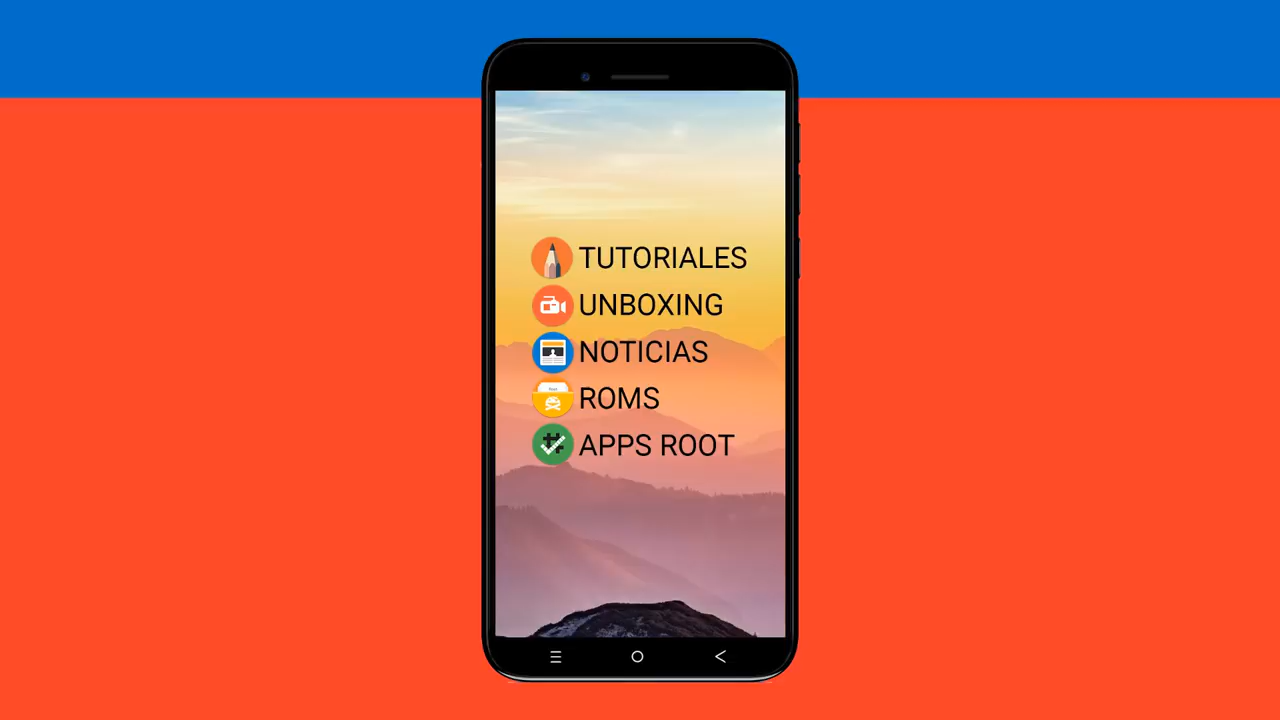 TUTORIALES
UNBOXING
NOTICIAS
ROMS
APPS ROOT